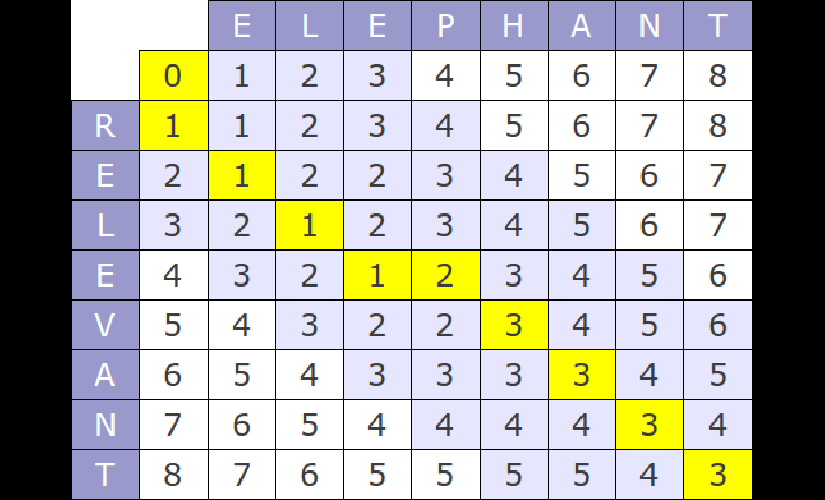 E L E P H A N T
0 1 2 3 4 5 6 7 8
R 1 1 2 3 4 5 6 7 8
E 2 1 2 2 3 4 5 6 7
L 3 2 1 2 3 4 5 6 7
E 4 3 2 1 2 3 4 5 6
V 5 4 3 2 2 3 4 5 6
A 6 5 4 3 3 3 3 4 5
N 7 6 5 4 4 4 4 3 4
T 8 7 6 5 5 5 5 4 3